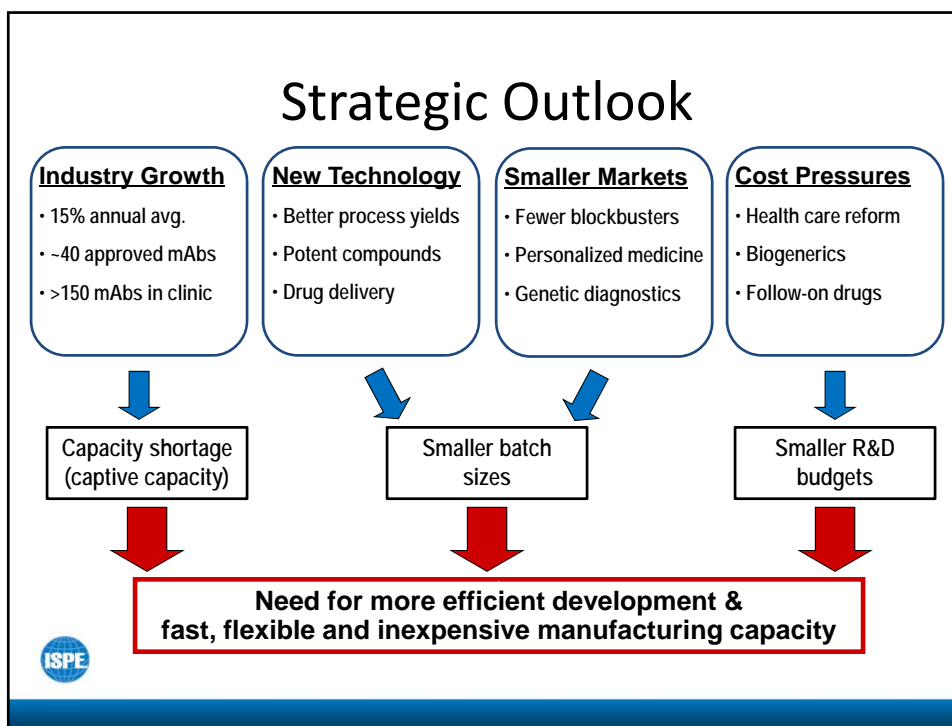 Strategic Outlook
Industry Growth
• 15% annual avg.
• ~40 approved mAbs
• >150 mAbs in clinic
New Technology
• Better process yields
• Potent compounds
• Drug delivery
Smaller Markets
• Fewer blockbusters
• Personalized medicine
• Genetic diagnostics
Cost Pressures
• Health care reform
• Biogenerics
• Follow-on drugs
Capacity shortage
(captive capacity)
Smaller batch
sizes
Smaller R&D
budgets
Need for more efficient development &
fast, flexible and inexpensive manufacturing capacity
ISPE